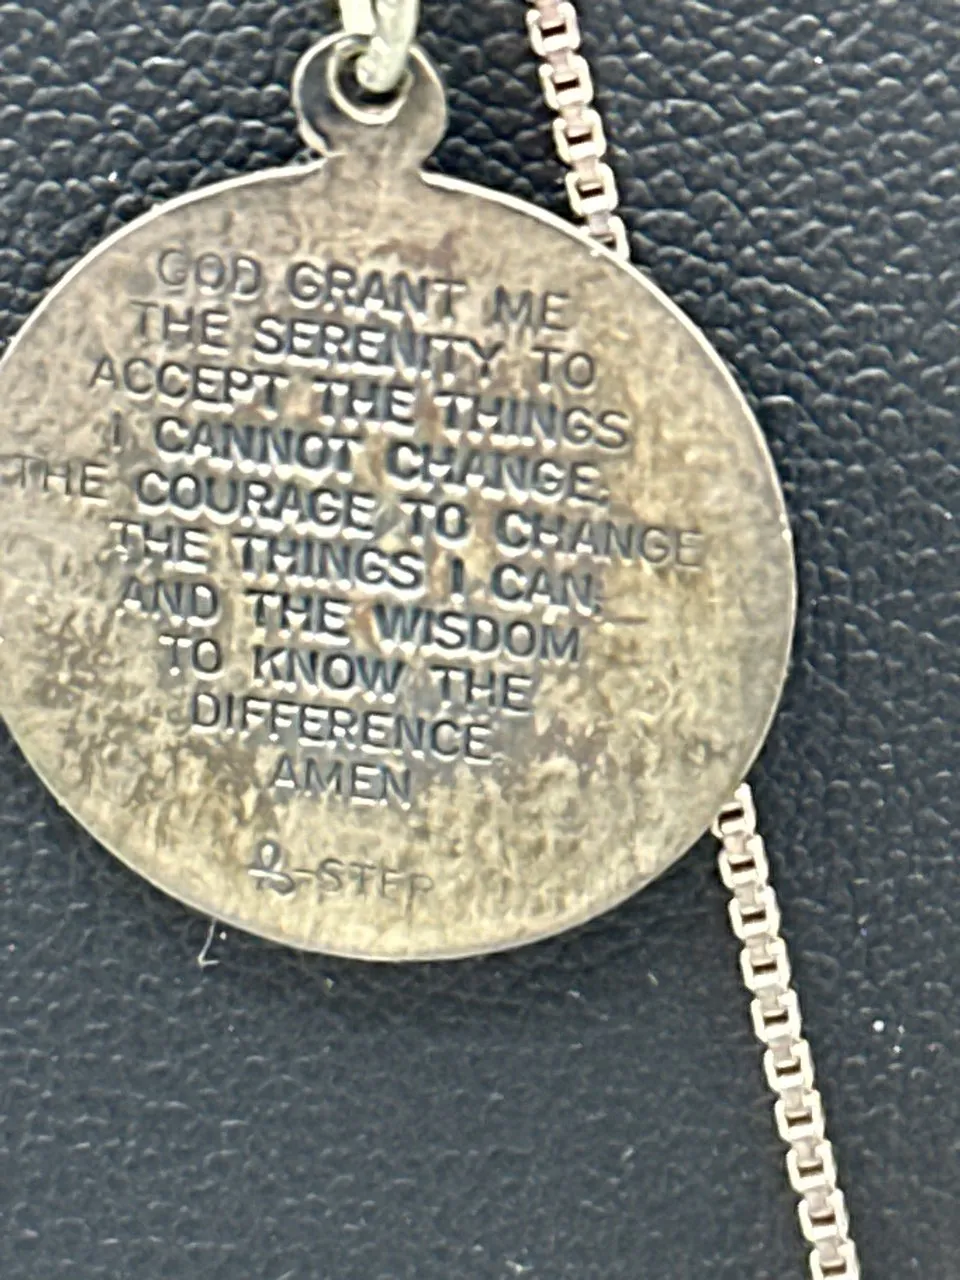 GOD GRANT ME
THE SERENITY TO
ACCEPT THE THINGS
I CANNOT CHANGE;
THE COURAGE TO CHANGE
THE THINGS I CAN;
AND THE WISDOM
TO KNOW THE
DIFFERENCE
AMEN
-STER